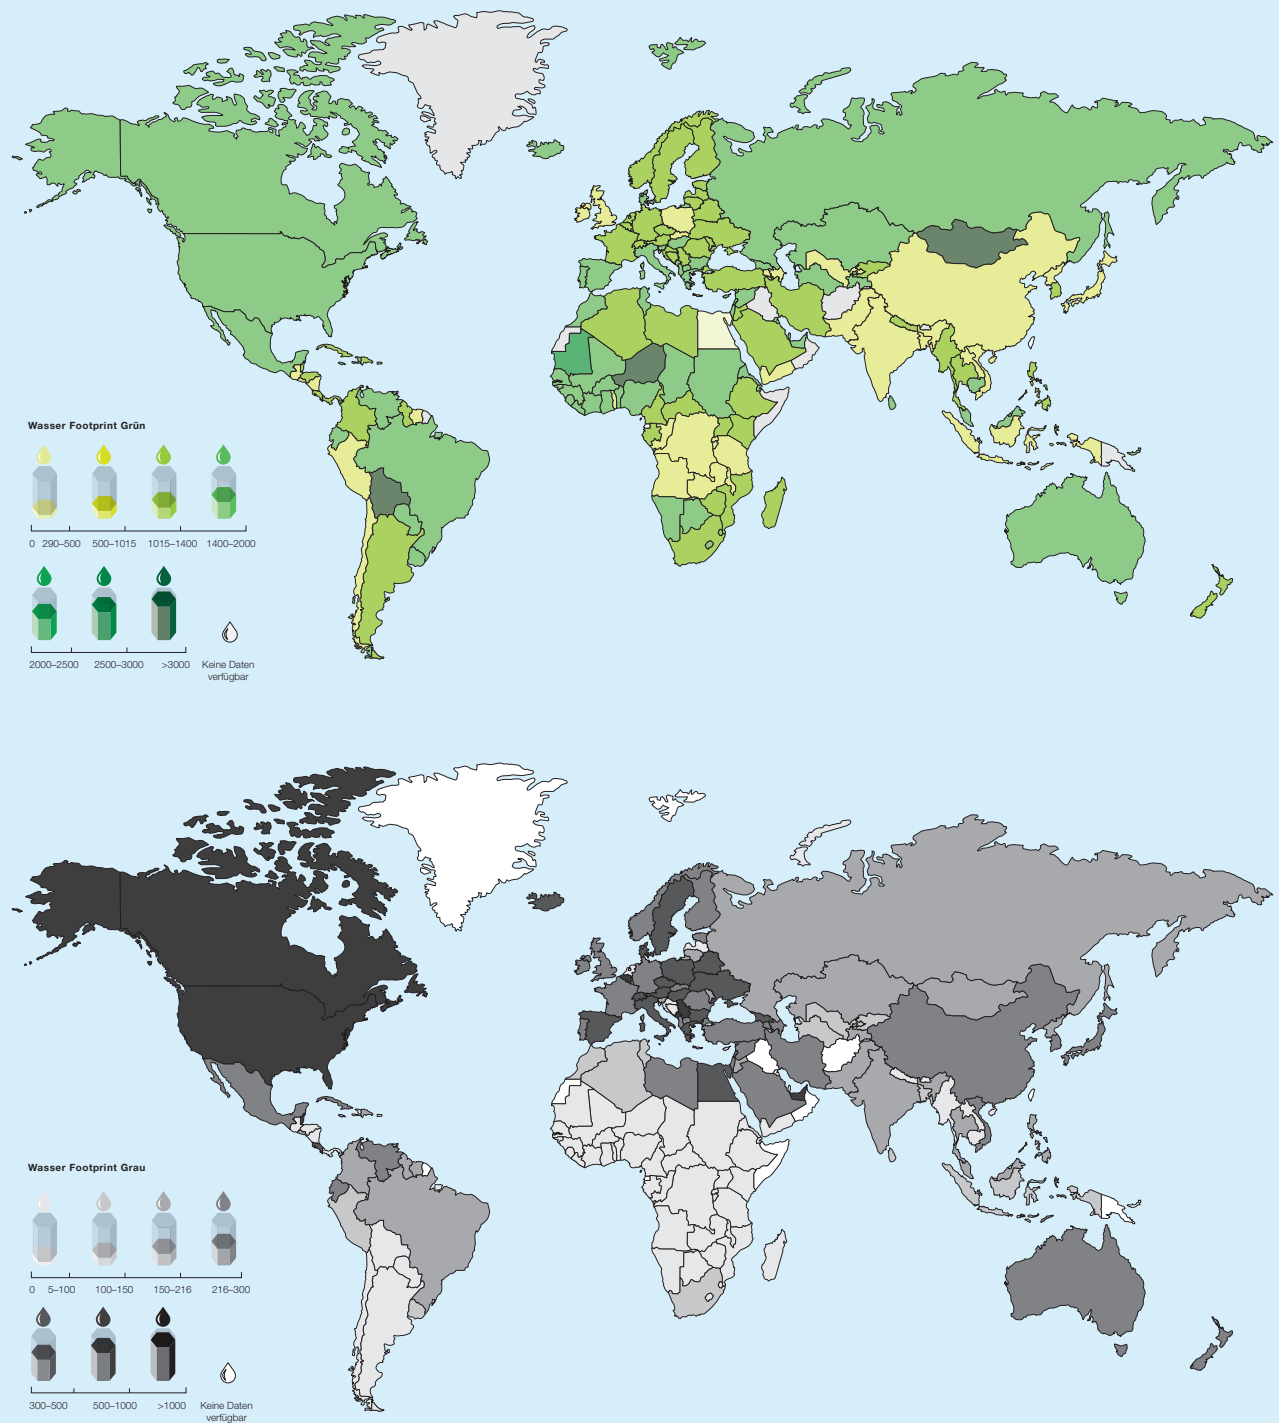 Wasser Footprint Grün
0 290–500 500–1015 1015–1400 1400–2000
2000–2500 2500–3000 >3000 Keine Daten
verfügbar
Wasser Footprint Grau
0 5–100 100–150 150–216 216–300
300–500 500–1000 >1000 Keine Daten
verfügbar